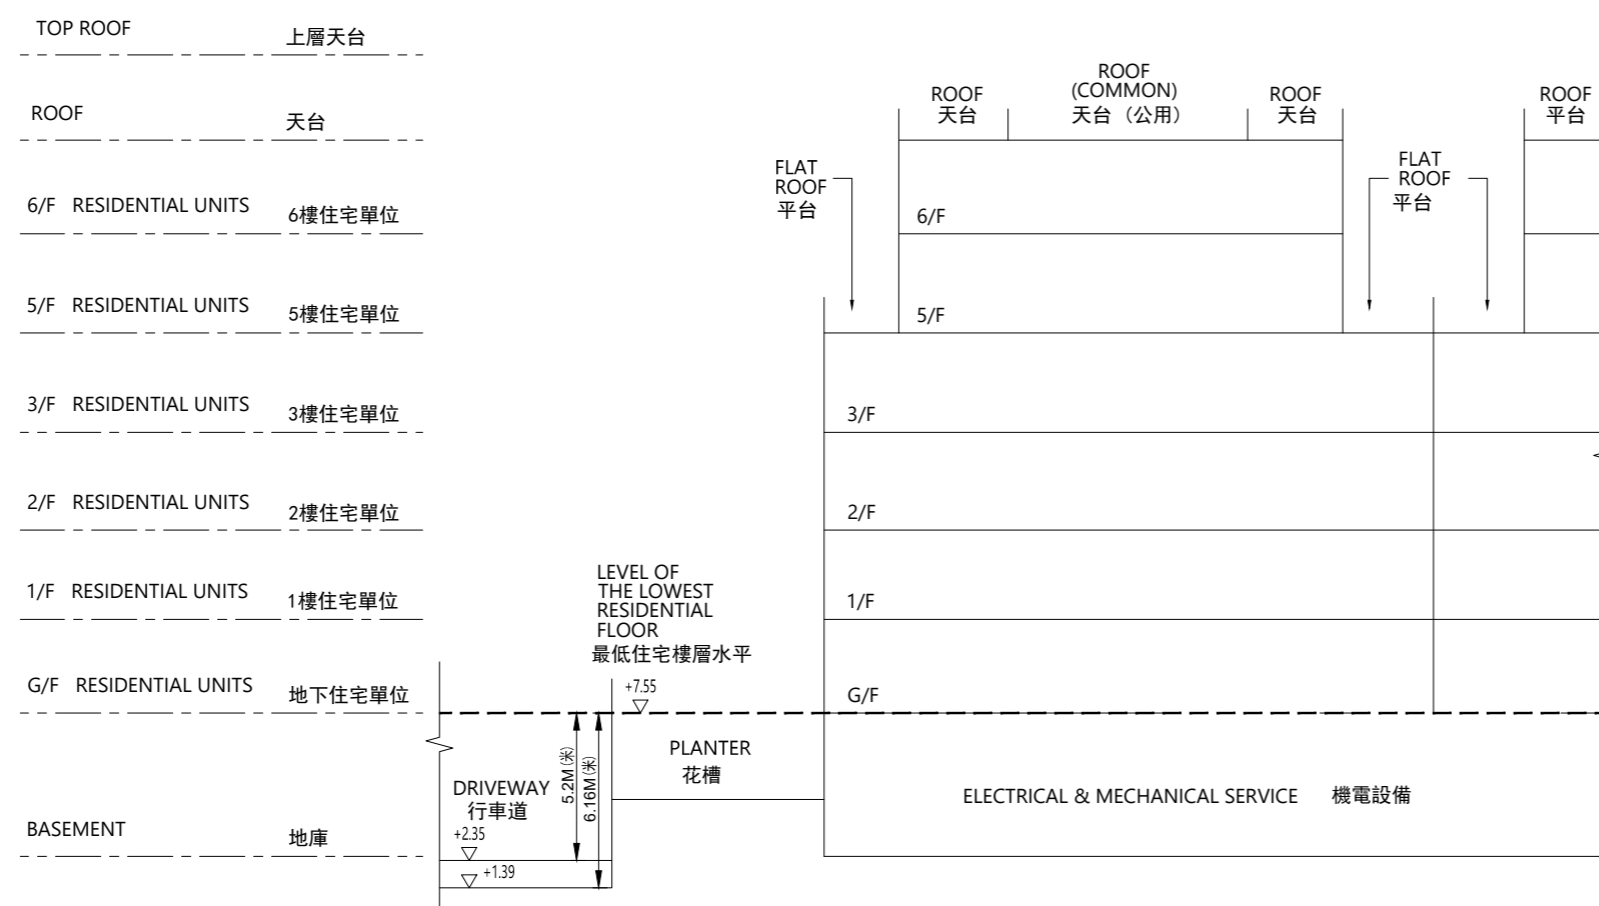 TOP ROOF 上層天台
ROOF 天台
6/F RESIDENTIAL UNITS 6樓住宅單位
5/F RESIDENTIAL UNITS 5樓住宅單位
3/F RESIDENTIAL UNITS 3樓住宅單位
2/F RESIDENTIAL UNITS 2樓住宅單位
1/F RESIDENTIAL UNITS 1樓住宅單位
G/F RESIDENTIAL UNITS 地下住宅單位
BASEMENT 地庫
DRIVEWAY
行車道
+2.35
+1.39
5.2M(米)
6.16M(米)
LEVEL OF
THE LOWEST
RESIDENTIAL
FLOOR
最低住宅樓層水平
+7.55
PLANTER
花槽
FLAT
ROOF
平台
ROOF
天台
ROOF
(COMMON)
天台（公用）
ROOF
天台
FLAT
ROOF
平台
ROOF
平台
6/F
5/F
3/F
2/F
1/F
G/F
ELECTRICAL & MECHANICAL SERVICE 機電設備